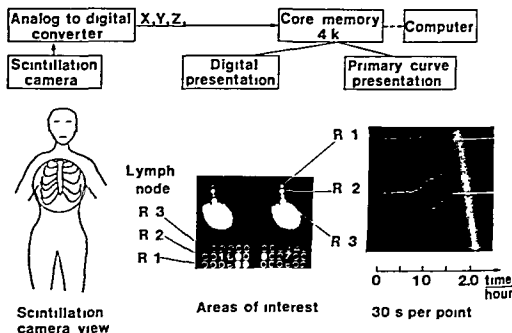 Analog to digital
converter
X,Y,Z,
Core memory
4 k
Computer
Scintillation
camera
Digital
presentation
Primary curve
presentation
Lymph
node
R 3
R 2
R 1
R 1
R 2
R 3
0 1.0 2.0 time/hour
Scintillation
camera view
Areas of interest
30 s per point